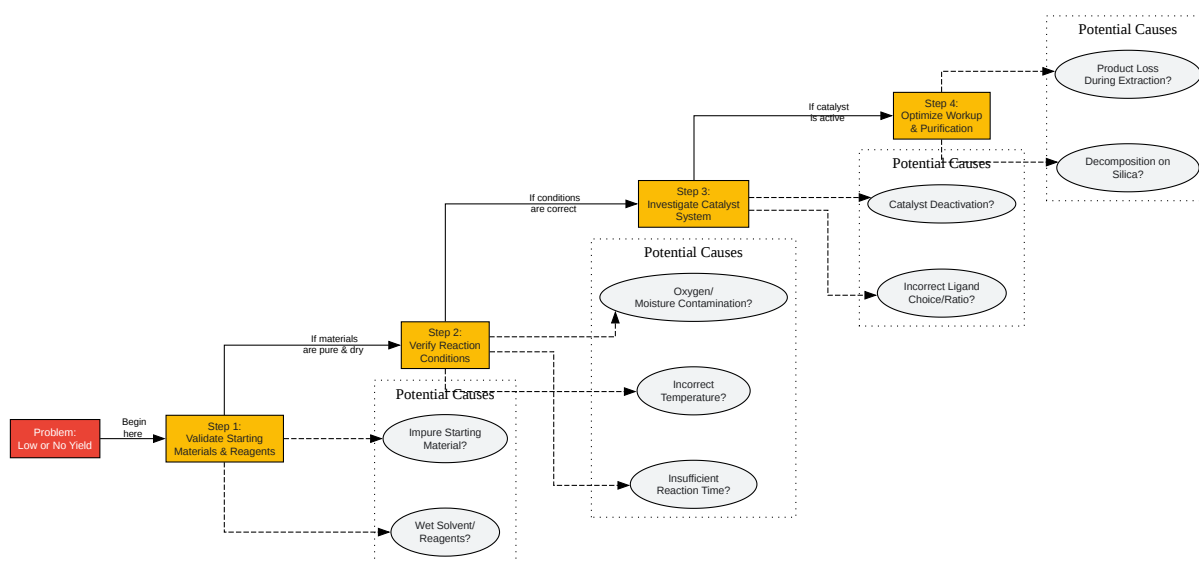 Problem:
Low or No Yield
Begin
here
Step 1:
Validate Starting
Materials & Reagents
Potential Causes
Impure Starting
Material?
Wet Solvent/
Reagents?
If materials
are pure & dry
Step 2:
Verify Reaction
Conditions
Potential Causes
Oxygen/
Moisture Contamination?
Incorrect
Temperature?
Insufficient
Reaction Time?
If conditions
are correct
Step 3:
Investigate Catalyst
System
Potential Causes
Catalyst Deactivation?
Incorrect Ligand
Choice/Ratio?
If catalyst
is active
Step 4:
Optimize Workup
& Purification
Potential Causes
Product Loss
During Extraction?
Decomposition on
Silica?